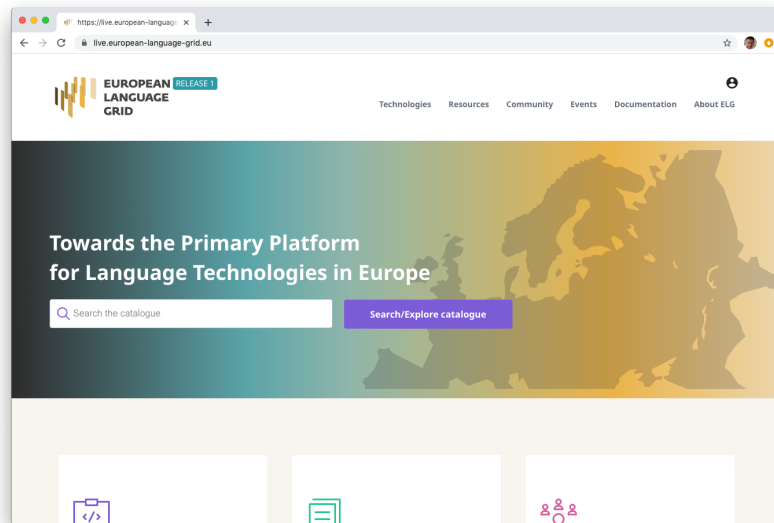 https://live.european-language
live.european-language-grid.eu
EUROPEAN RELEASE 1
LANGUAGE
GRID
Technologies Resources Community Events Documentation About ELG
Towards the Primary Platform
for Language Technologies in Europe
Search the catalogue
Search/Explore catalogue